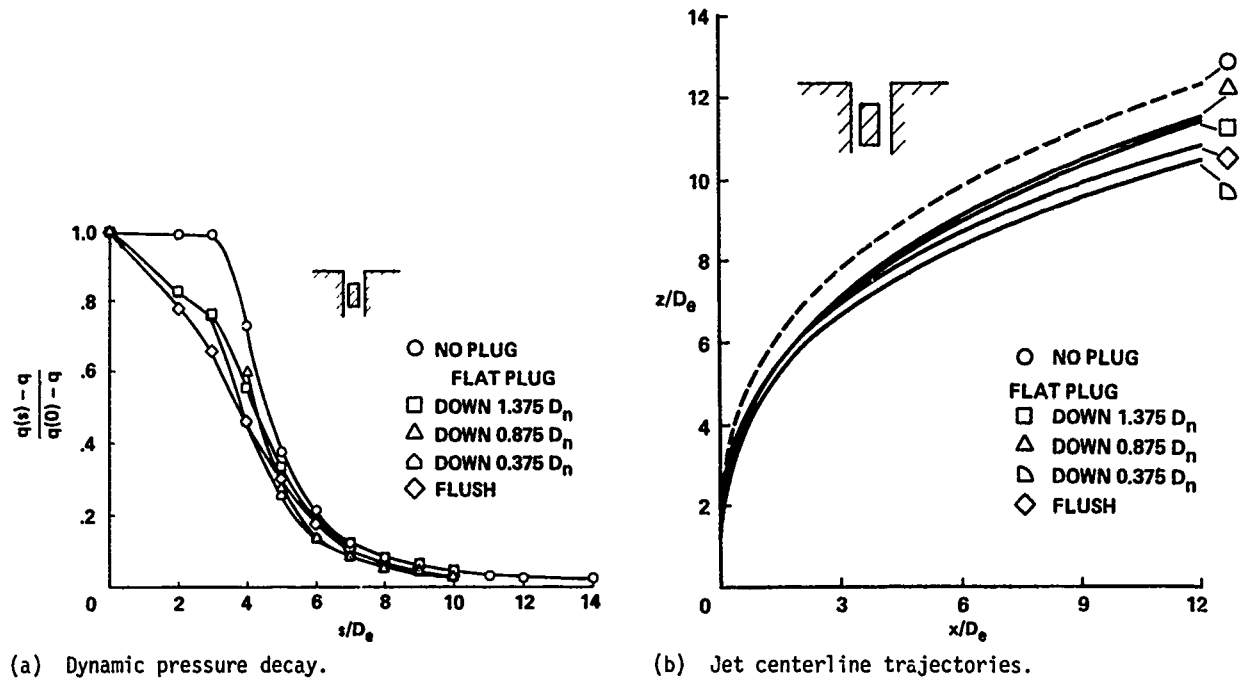 1.0
.8
.6
.4
.2
0
2
4
6
8
10
12
14
q(s) – q
q(0) – q
s/De
NO PLUG
FLAT PLUG
DOWN 1.375 Dn
DOWN 0.875 Dn
DOWN 0.375 Dn
FLUSH
(a) Dynamic pressure decay.
14
12
10
8
6
4
2
0
3
6
9
12
z/De
x/De
NO PLUG
FLAT PLUG
DOWN 1.375 Dn
DOWN 0.875 Dn
DOWN 0.375 Dn
FLUSH
(b) Jet centerline trajectories.